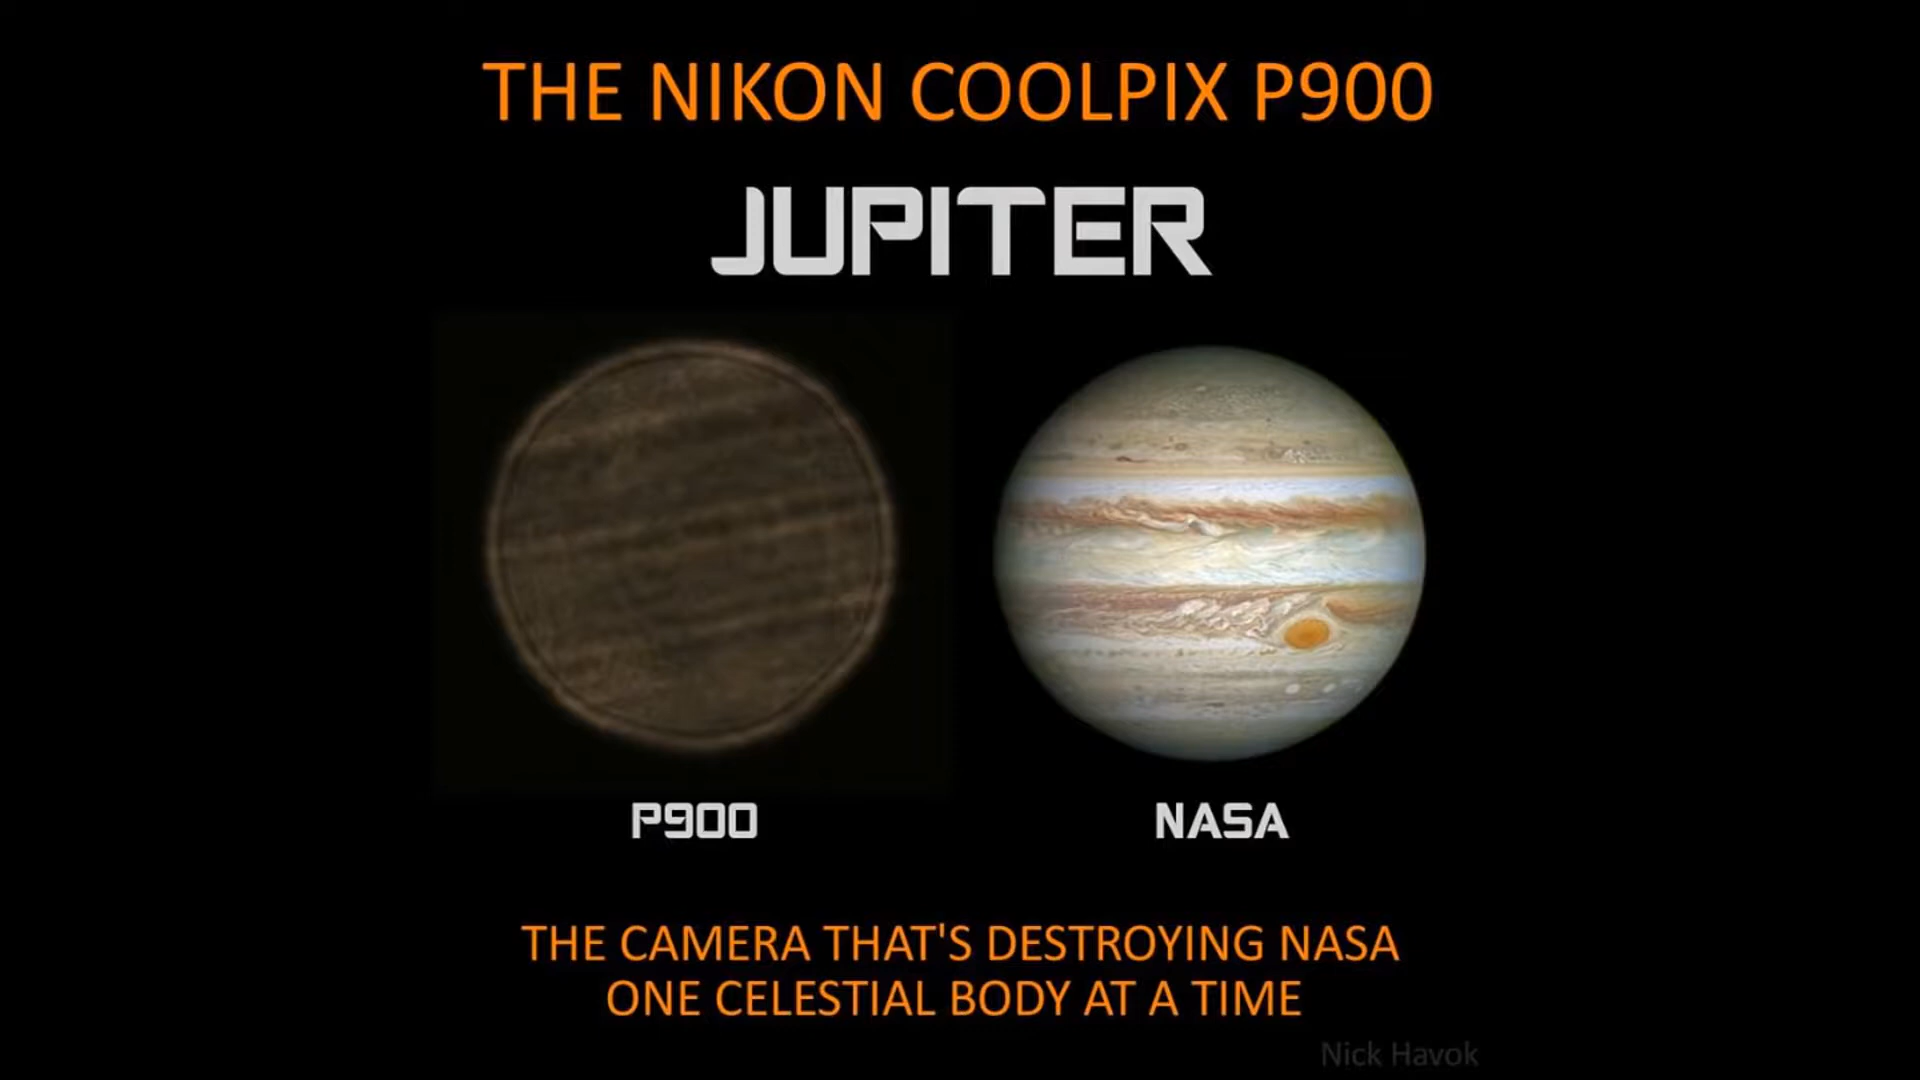 THE NIKON COOLPIX P900
JUPITER
P900
NASA
THE CAMERA THAT'S DESTROYING NASA
ONE CELESTIAL BODY AT A TIME
Nick Havok